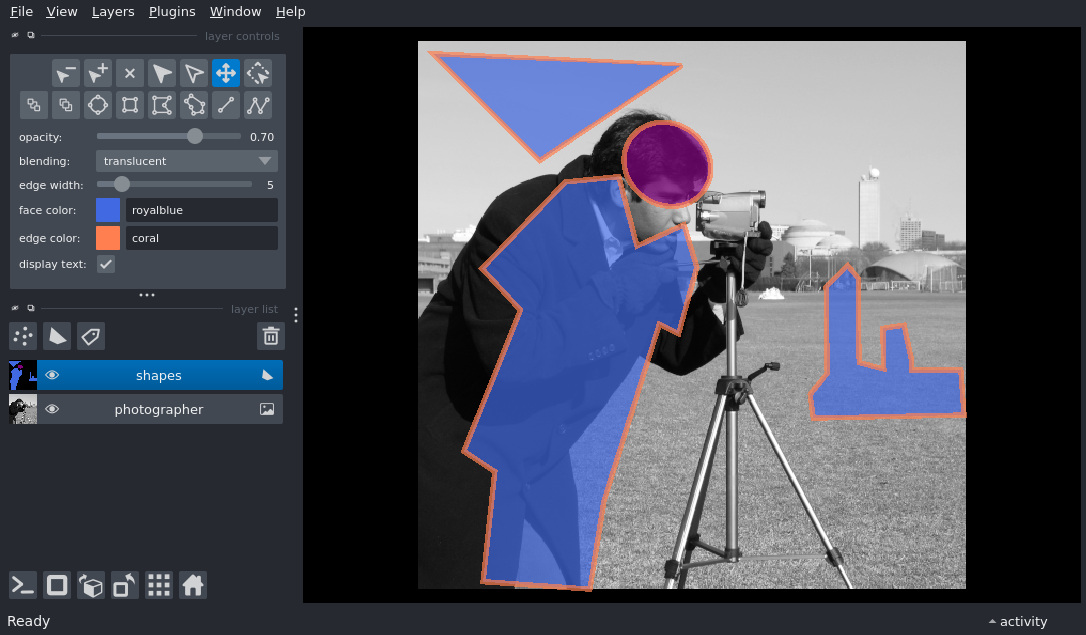 File View Layers Plugins Window Help
layer controls
opacity: 0.70
blending: translucent
edge width: 5
face color: royalblue
edge color: coral
display text:
layer list
shapes
photographer
Ready activity